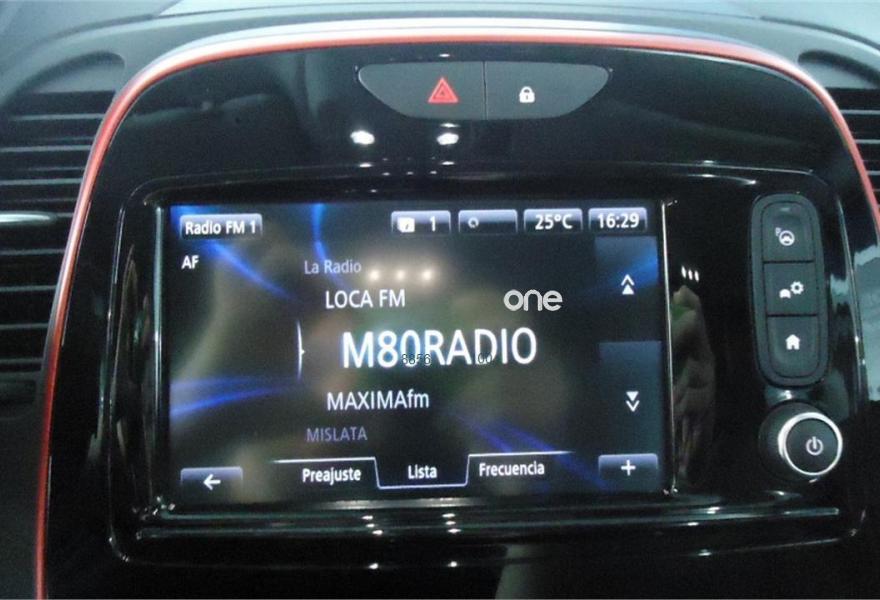 Radio FM 1
1
25°C
16:29
AF
La Radio
LOCA FM
one
M80RADIO
MAXIMAfm
MISLATA
Preajuste
Lista
Frecuencia